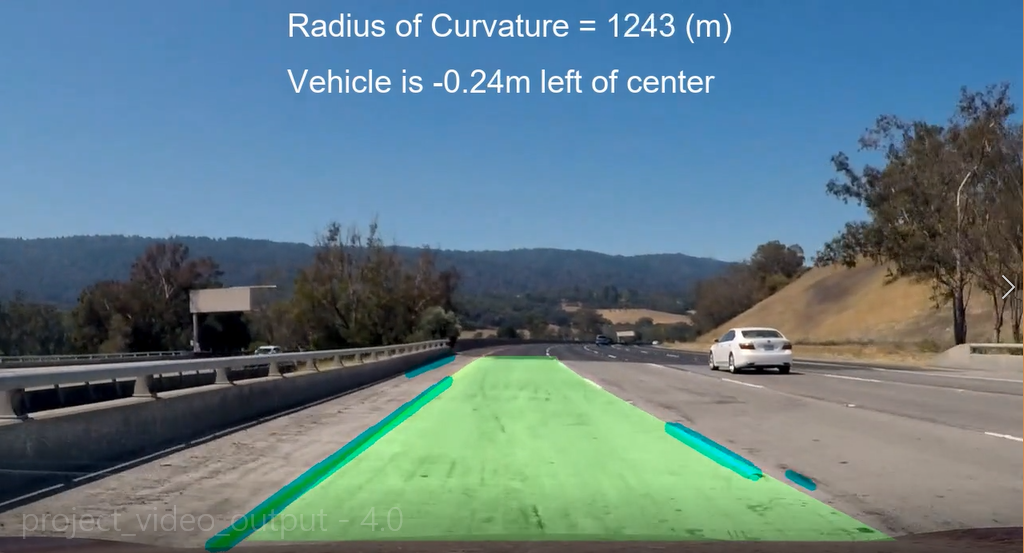 Radius of Curvature = 1243 (m)
Vehicle is -0.24m left of center
project_video_output - 4.0